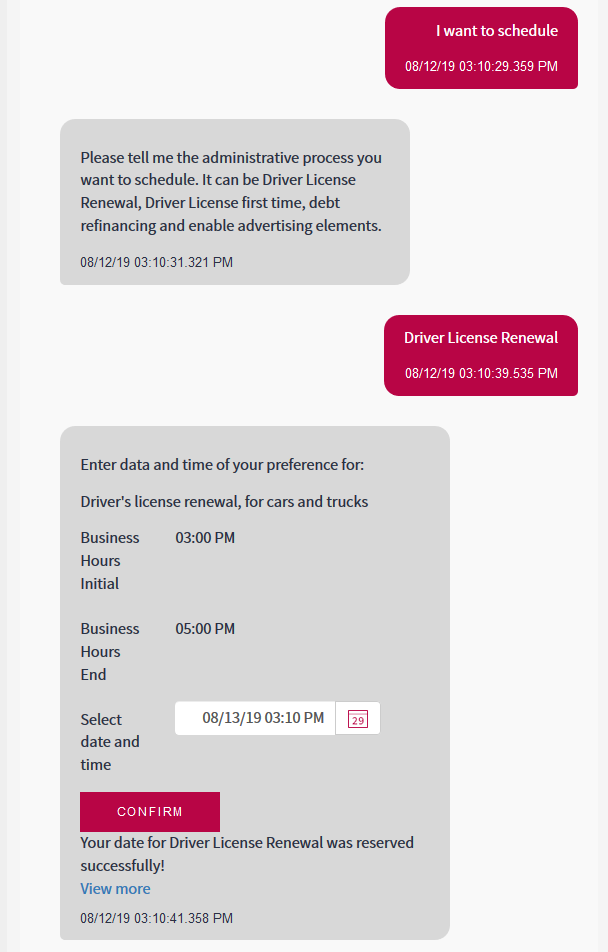 I want to schedule
08/12/19 03:10:29.359 PM
Please tell me the administrative process you
want to schedule. It can be Driver License
Renewal, Driver License first time, debt
refinancing and enable advertising elements.
08/12/19 03:10:31.321 PM
Driver License Renewal
08/12/19 03:10:39.535 PM
Enter data and time of your preference for:
Driver's license renewal, for cars and trucks
Business 03:00 PM
Hours
Initial
Business 05:00 PM
Hours
End
Select 08/13/19 03:10 PM 29
date and
time
CONFIRM
Your date for Driver License Renewal was reserved
successfully!
View more
08/12/19 03:10:41.358 PM